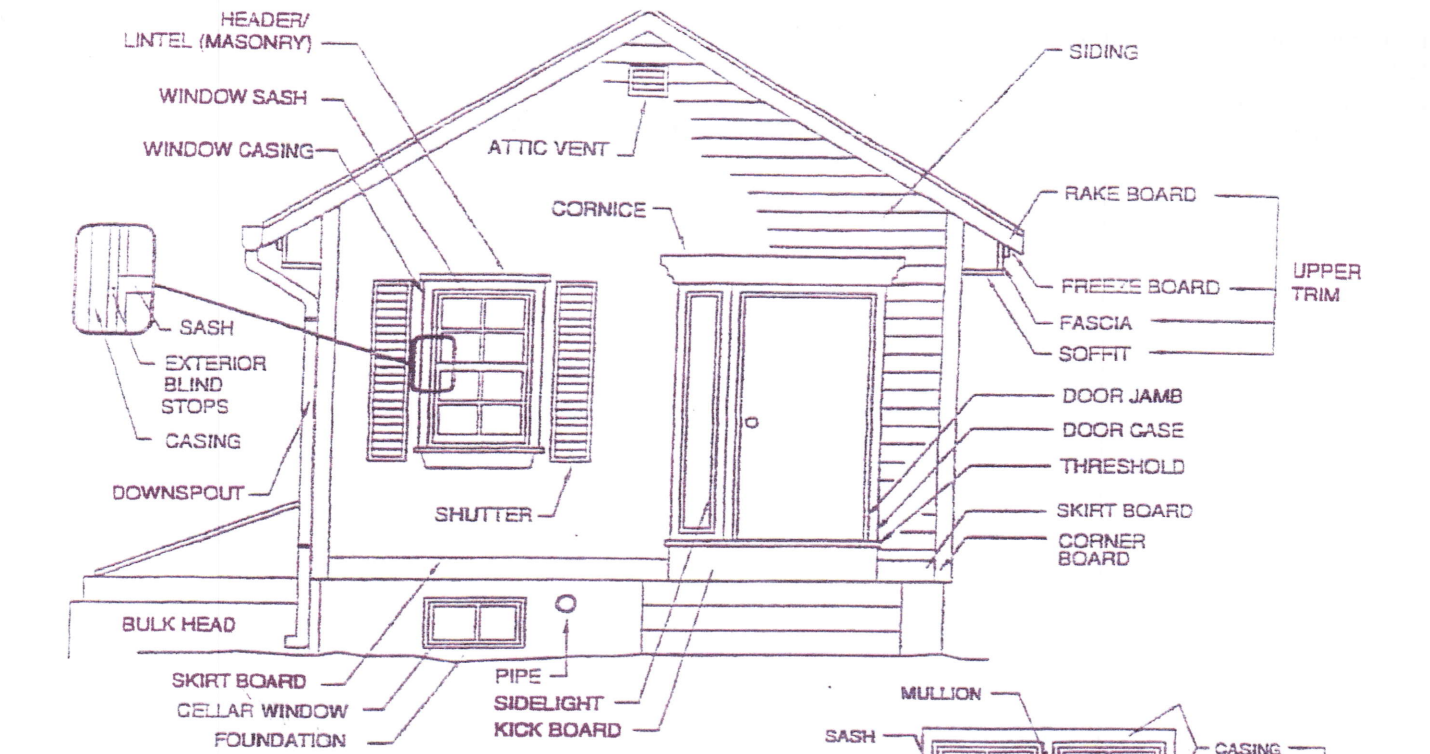 HEADER/
LINTEL (MASONRY)
WINDOW SASH
WINDOW CASING
ATTIC VENT
CORNICE
SIDING
RAKE BOARD
FREEZE BOARD
FASCIA
SOFFIT
UPPER
TRIM
SASH
EXTERIOR
BLIND
STOPS
CASING
DOWNSPOUT
SHUTTER
DOOR JAMB
DOOR CASE
THRESHOLD
SKIRT BOARD
CORNER
BOARD
BULK HEAD
SKIRT BOARD
CELLAR WINDOW
FOUNDATION
PIPE
SIDELIGHT
KICK BOARD
MULLION
SASH
CASING